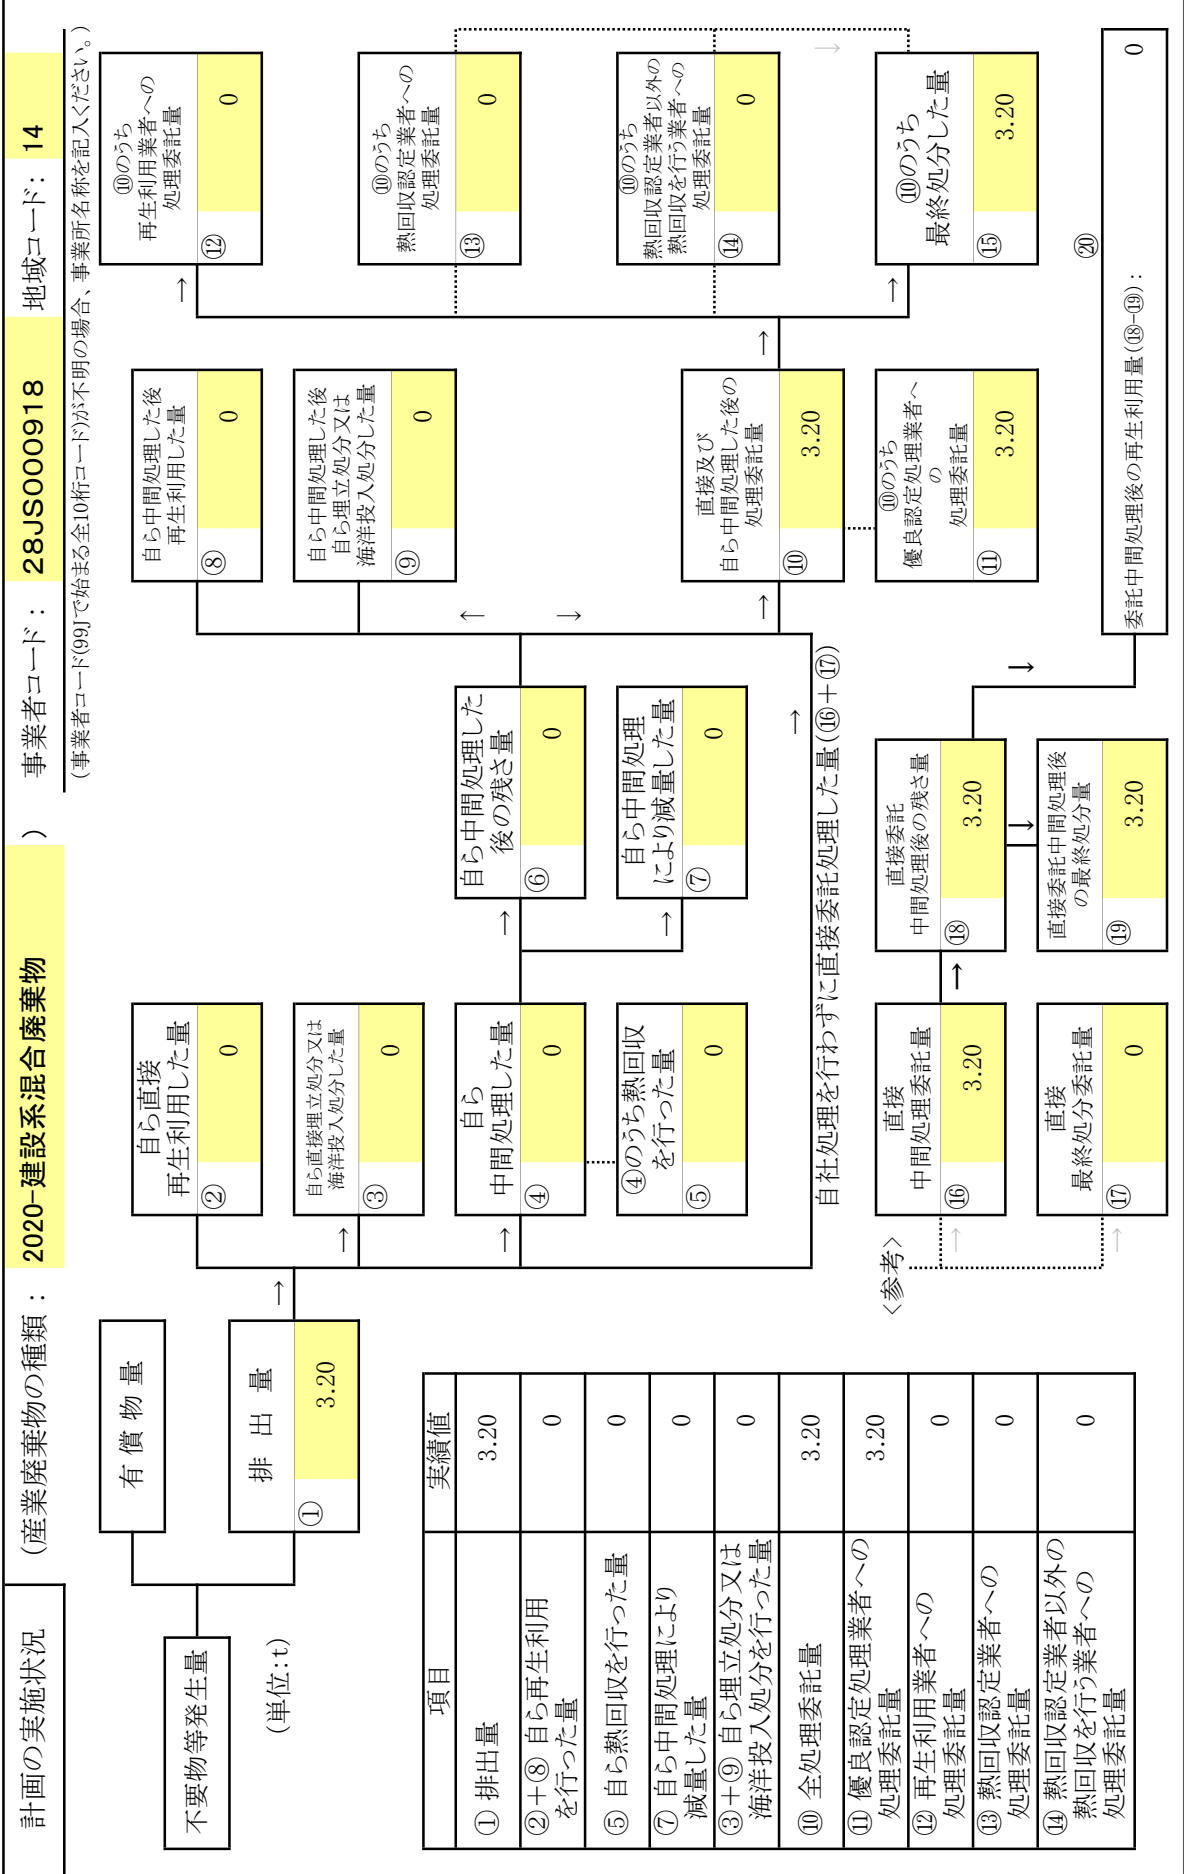 計画の実施状況
(産業廃棄物の種類：
2020-建設系混合廃棄物
)
事業者コード：
28JS000918
地域コード：
14
(事業者コード(99Jで始まる全10桕コード)が不明の場合、事業所名称を記入ください。)
不要物等発生量
(単位:t)
有 償 物 量
排 出 量
①
3.20
→
自ら直接
再生利用した量
②
0
→
自ら直接埋立処分又は
海洋投入処分した量
③
0
→
自ら
中間処理した量
④
0
④のうち熱回収
を行った量
⑤
0
→
自ら中間処理した
後の残さ量
⑥
0
→
自ら中間処理
により減量した量
⑦
0
自ら中間処理した後
再生利用した量
⑧
0
自ら中間処理した後
自ら埋立処分又は
海洋投入処分した量
⑨
0
↑
↓
→
直接及び
自ら中間処理した後の
処理委託量
⑩
3.20
⑩のうち
優良認定処理業者へ
の
処理委託量
⑪
3.20
→
→
⑩のうち
再生利用業者への
処理委託量
⑫
0
⑩のうち
熱回収認定業者への
処理委託量
⑬
0
⑩のうち
熱回収認定業者以外の
熱回収を行う業者への
処理委託量
⑭
0
↓
→
⑩のうち
最終処分した量
⑮
3.20
自社処理を行わずに直接委託処理した量(⑯＋⑰)
→
<参考>
→
直接
中間処理委託量
⑯
3.20
→
直接
最終処分委託量
⑰
0
→
直接委託
中間処理後の残さ量
⑱
3.20
↓
直接委託中間処理後
の最終処分量
⑲
3.20
↓
⑳
委託中間処理後の再生利用量(⑱-⑲)：
0
項目
実績値
① 排出量
3.20
②＋⑧ 自ら再生利用
を行った量
0
⑤ 自ら熱回収を行った量
0
⑦ 自ら中間処理により
減量した量
0
③＋⑨ 自ら埋立処分又は
海洋投入処分を行った量
0
⑩ 全処理委託量
3.20
⑪ 優良認定処理業者への
処理委託量
3.20
⑫ 再生利用業者への
処理委託量
0
⑬ 熱回収認定業者への
処理委託量
0
⑭ 熱回収認定業者以外の
熱回収を行う業者への
処理委託量
0